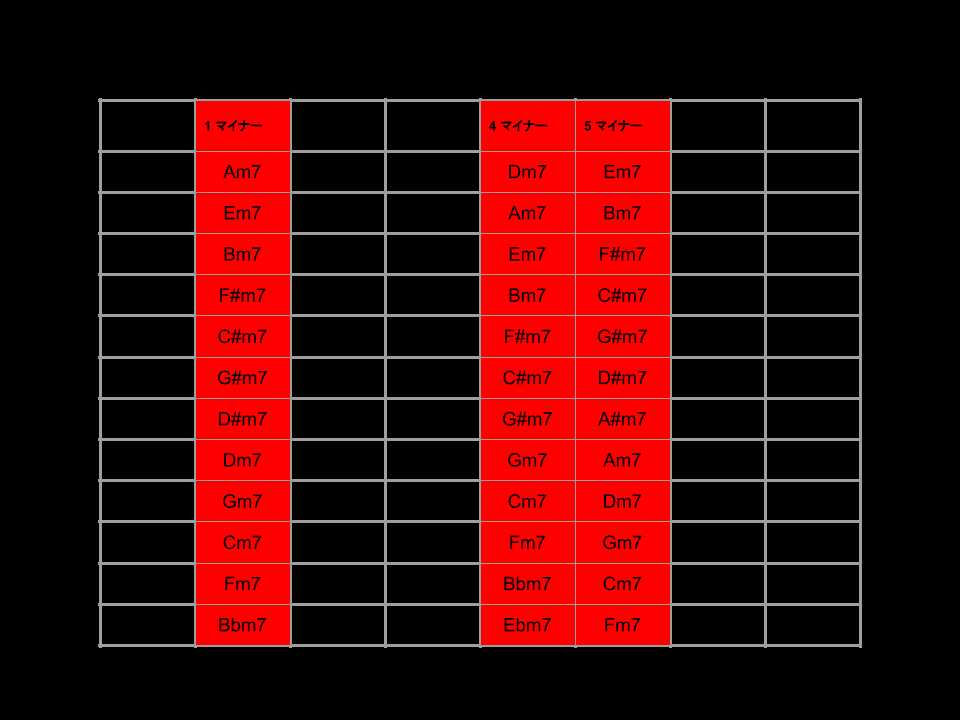 1 マイナー 4 マイナー 5 マイナー
Am7 Dm7 Em7
Em7 Am7 Bm7
Bm7 Em7 F#m7
F#m7 Bm7 C#m7
C#m7 F#m7 G#m7
G#m7 C#m7 D#m7
D#m7 G#m7 A#m7
Dm7 Gm7 Am7
Gm7 Cm7 Dm7
Cm7 Fm7 Gm7
Fm7 Bbm7 Cm7
Bbm7 Ebm7 Fm7